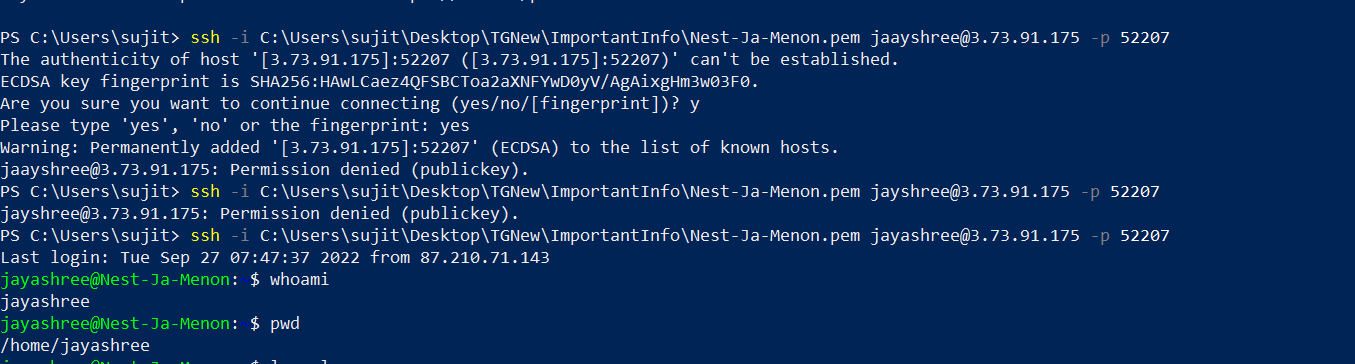 PS C:\Users\sujit> ssh -i C:\Users\sujit\Desktop\TGNew\ImportantInfo\Nest-Ja-Menon.pem jaayshree@3.73.91.175 -p 52207
The authenticity of host '[3.73.91.175]:52207 ([3.73.91.175]:52207)' can't be established.
ECDSA key fingerprint is SHA256:HAwLCaez4QFSBCToa2aXNFYwD0yV/AgAixgHm3w03F0.
Are you sure you want to continue connecting (yes/no/[fingerprint])? y
Please type 'yes', 'no' or the fingerprint: yes
Warning: Permanently added '[3.73.91.175]:52207' (ECDSA) to the list of known hosts.
jaayshree@3.73.91.175: Permission denied (publickey).
PS C:\Users\sujit> ssh -i C:\Users\sujit\Desktop\TGNew\ImportantInfo\Nest-Ja-Menon.pem jayshree@3.73.91.175 -p 52207
jayshree@3.73.91.175: Permission denied (publickey).
PS C:\Users\sujit> ssh -i C:\Users\sujit\Desktop\TGNew\ImportantInfo\Nest-Ja-Menon.pem jayashree@3.73.91.175 -p 52207
Last login: Tue Sep 27 07:47:37 2022 from 87.210.71.143
jayashree@Nest-Ja-Menon:~$ whoami
jayashree
jayashree@Nest-Ja-Menon:~$ pwd
/home/jayashree